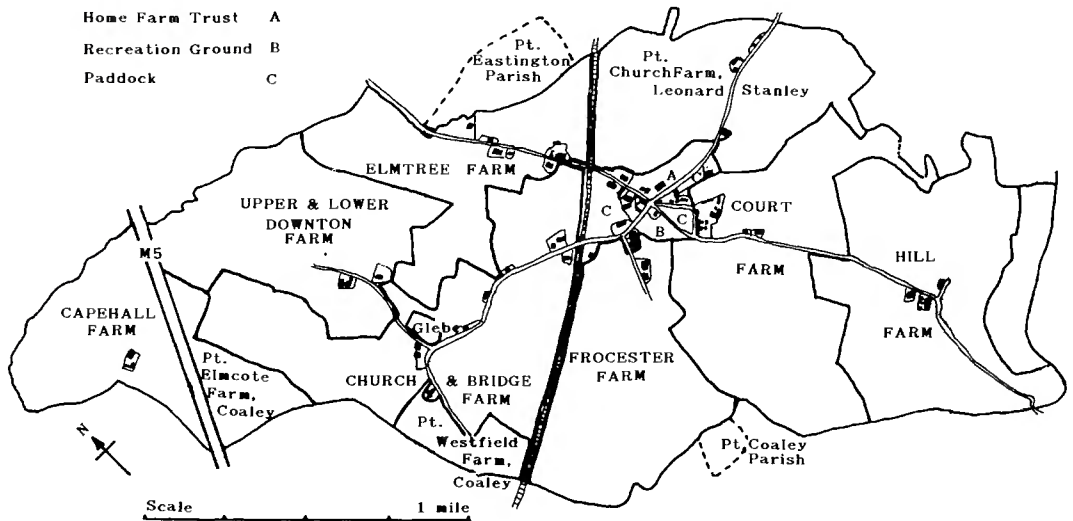 Home Farm Trust A
Recreation Ground B
Paddock C
Pt.
Eastington
Parish
Pt.
Church Farm,
Leonard Stanley
ELMTREE FARM
A
UPPER & LOWER
DOWNTON
FARM
C
C
B
COURT
FARM
M5
HILL
FARM
CAPEHALL
FARM
Glebe
Pt.
Elmcote
Farm,
Coaley
CHURCH & BRIDGE
FARM
FROCESTER
FARM
Pt.
Westfield
Farm,
Coaley
Pt. Coaley
Parish
N
Scale 1 mile